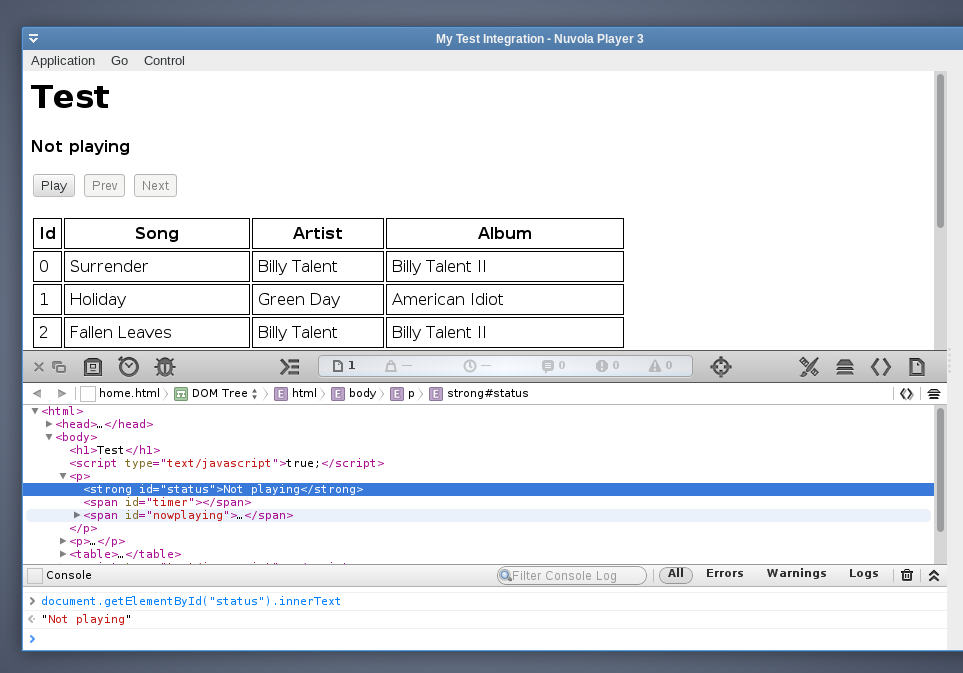 My Test Integration - Nuvola Player 3
Application Go Control
Test
Not playing
Play Prev Next
Id Song Artist Album
0 Surrender Billy Talent Billy Talent II
1 Holiday Green Day American Idiot
2 Fallen Leaves Billy Talent Billy Talent II
1 — — 0 0 0
home.html DOM Tree E html E body E p E strong#status
<html>
<head>…</head>
<body>
<h1>Test</h1>
<script type="text/javascript">true;</script>
<p>
<strong id="status">Not playing</strong>
<span id="timer"></span>
<span id="nowplaying">…</span>
</p>
<p>…</p>
<table>…</table>
Console Filter Console Log All Errors Warnings Logs
> document.getElementById("status").innerText
"Not playing"
>